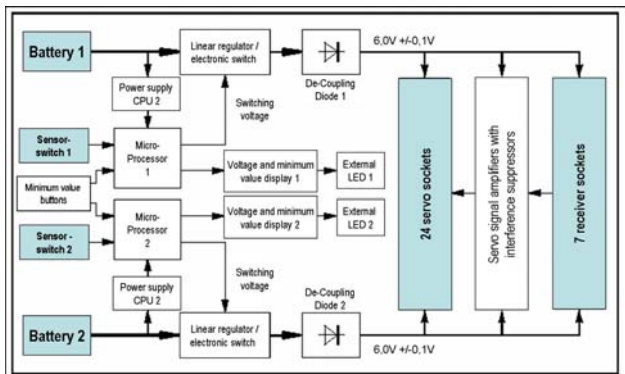 Battery 1
Linear regulator /
electronic switch
6,0V +/-0,1V
De-Coupling
Diode 1
Power supply
CPU 2
Switching
voltage
Sensor-
switch 1
Micro-
Processor
1
Voltage and minimum
value display 1
External
LED 1
Minimum value
buttons
Micro-
Processor
2
Voltage and minimum
value display 2
External
LED 2
Sensor -
switch 2
Switching
voltage
Power supply
CPU 2
De-Coupling
Diode 2
Battery 2
Linear regulator /
electronic switch
6,0V +/-0,1V
24 servo sockets
Servo signal amplifiers with
interference suppressors
7 receiver sockets